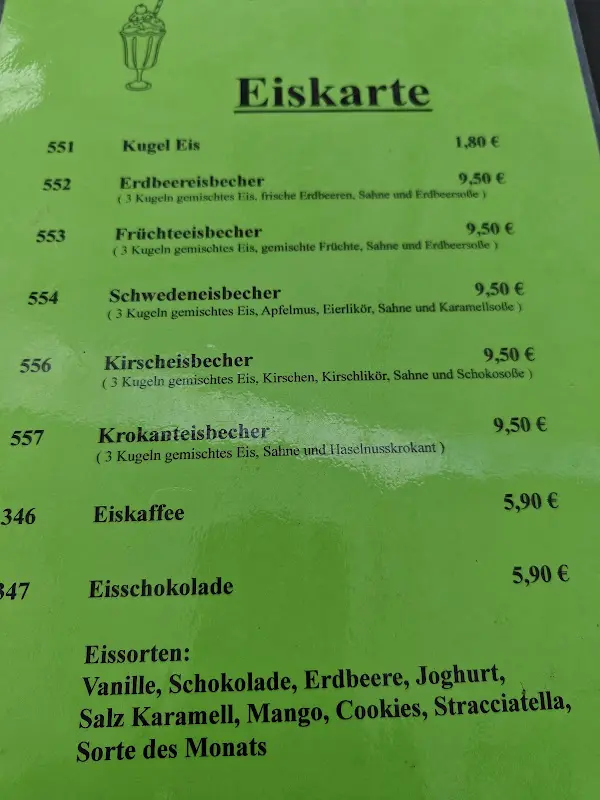 Eiskarte
551 Kugel Eis 1,80 €
552 Erdbeereisbecher 9,50 €
( 3 Kugeln gemischtes Eis, frische Erdbeeren, Sahne und Erdbeersoße )
553 Früchteeisbecher 9,50 €
( 3 Kugeln gemischtes Eis, gemischte Früchte, Sahne und Erdbeersoße )
554 Schwedeneisbecher 9,50 €
( 3 Kugeln gemischtes Eis, Apfelmus, Eierlikör, Sahne und Karamellsoße )
556 Kirscheisbecher 9,50 €
( 3 Kugeln gemischtes Eis, Kirschen, Kirschlikör, Sahne und Schokosoße )
557 Krokanteisbecher 9,50 €
( 3 Kugeln gemischtes Eis, Sahne und Haselnusskrokant )
346 Eiskaffee 5,90 €
347 Eisschokolade 5,90 €
Eissorten:
Vanille, Schokolade, Erdbeere, Joghurt,
Salz Karamell, Mango, Cookies, Stracciatella,
Sorte des Monats